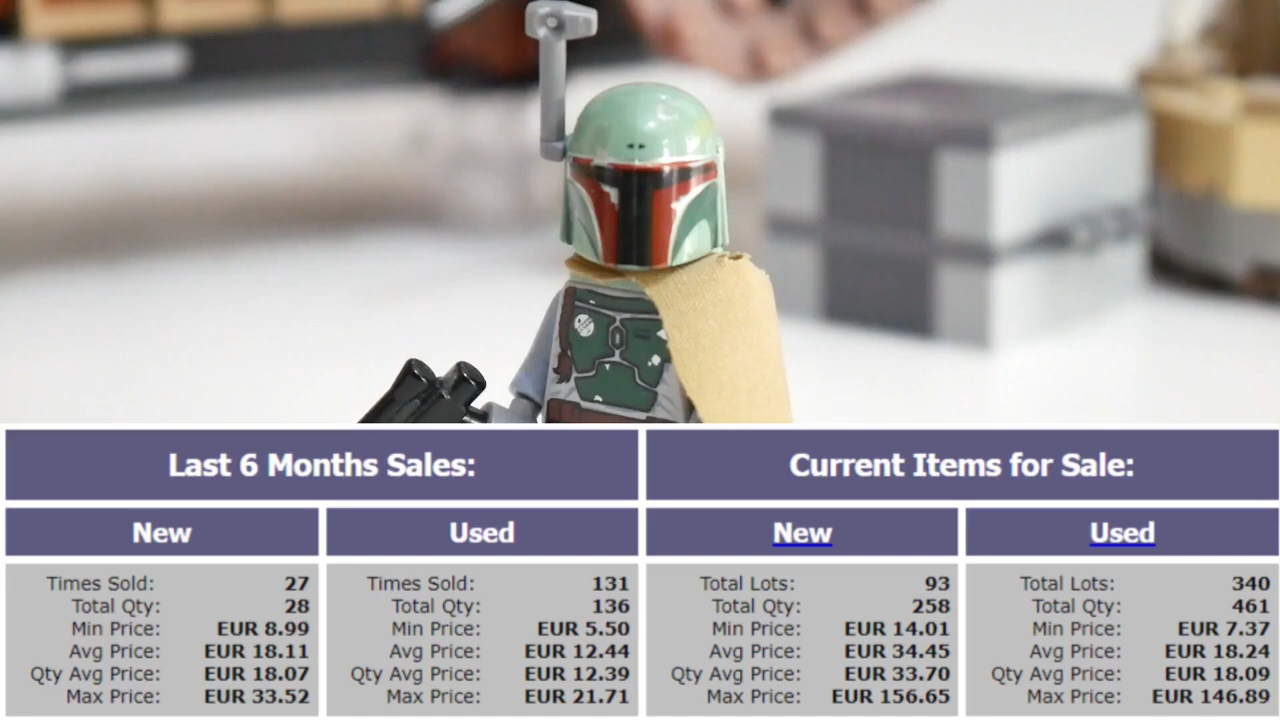 Last 6 Months Sales:
Current Items for Sale:
New
Used
New
Used
Times Sold: 27
Total Qty: 28
Min Price: EUR 8.99
Avg Price: EUR 18.11
Qty Avg Price: EUR 18.07
Max Price: EUR 33.52
Times Sold: 131
Total Qty: 136
Min Price: EUR 5.50
Avg Price: EUR 12.44
Qty Avg Price: EUR 12.39
Max Price: EUR 21.71
Total Lots: 93
Total Qty: 258
Min Price: EUR 14.01
Avg Price: EUR 34.45
Qty Avg Price: EUR 33.70
Max Price: EUR 156.65
Total Lots: 340
Total Qty: 461
Min Price: EUR 7.37
Avg Price: EUR 18.24
Qty Avg Price: EUR 18.09
Max Price: EUR 146.89